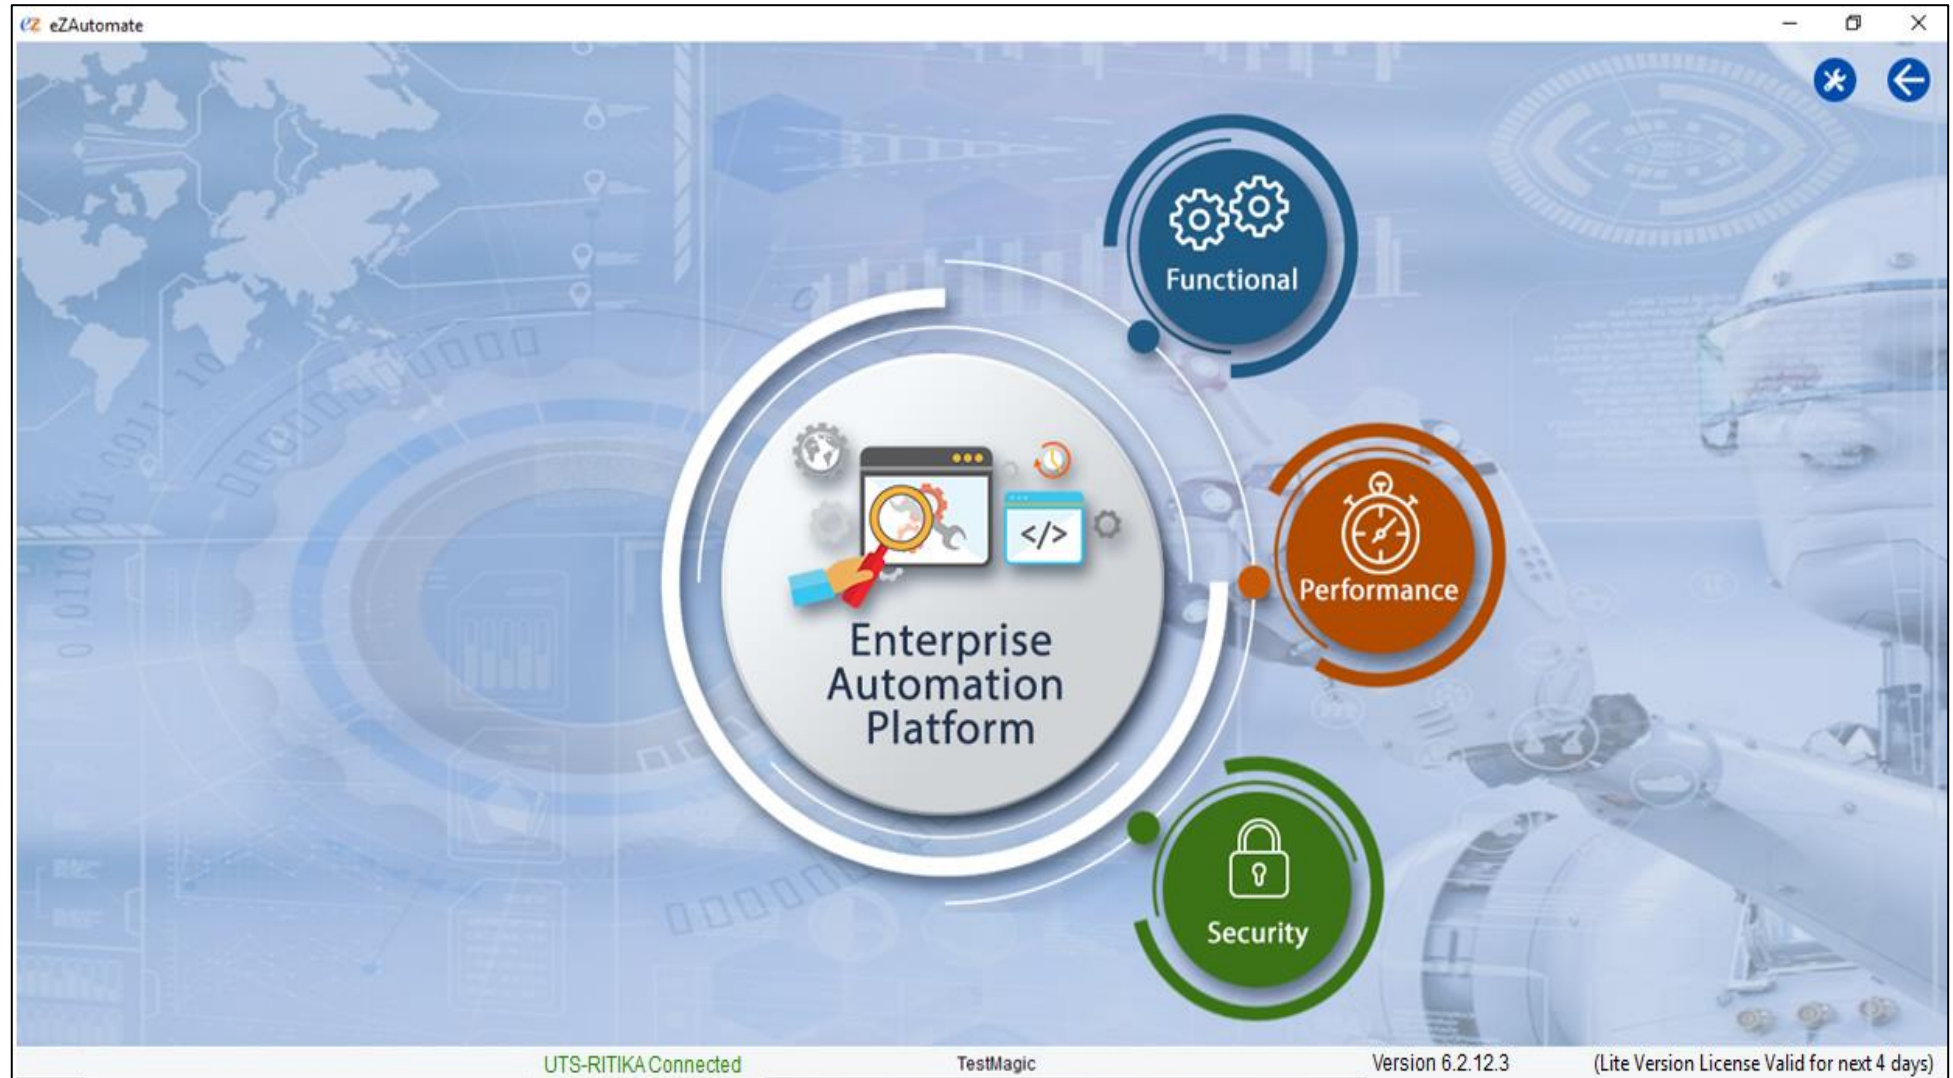 eZ eZAutomate
Functional
</>
Performance
Enterprise
Automation
Platform
Security
UTS-RITIKA Connected
TestMagic
Version 6.2.12.3
(Lite Version License Valid for next 4 days)